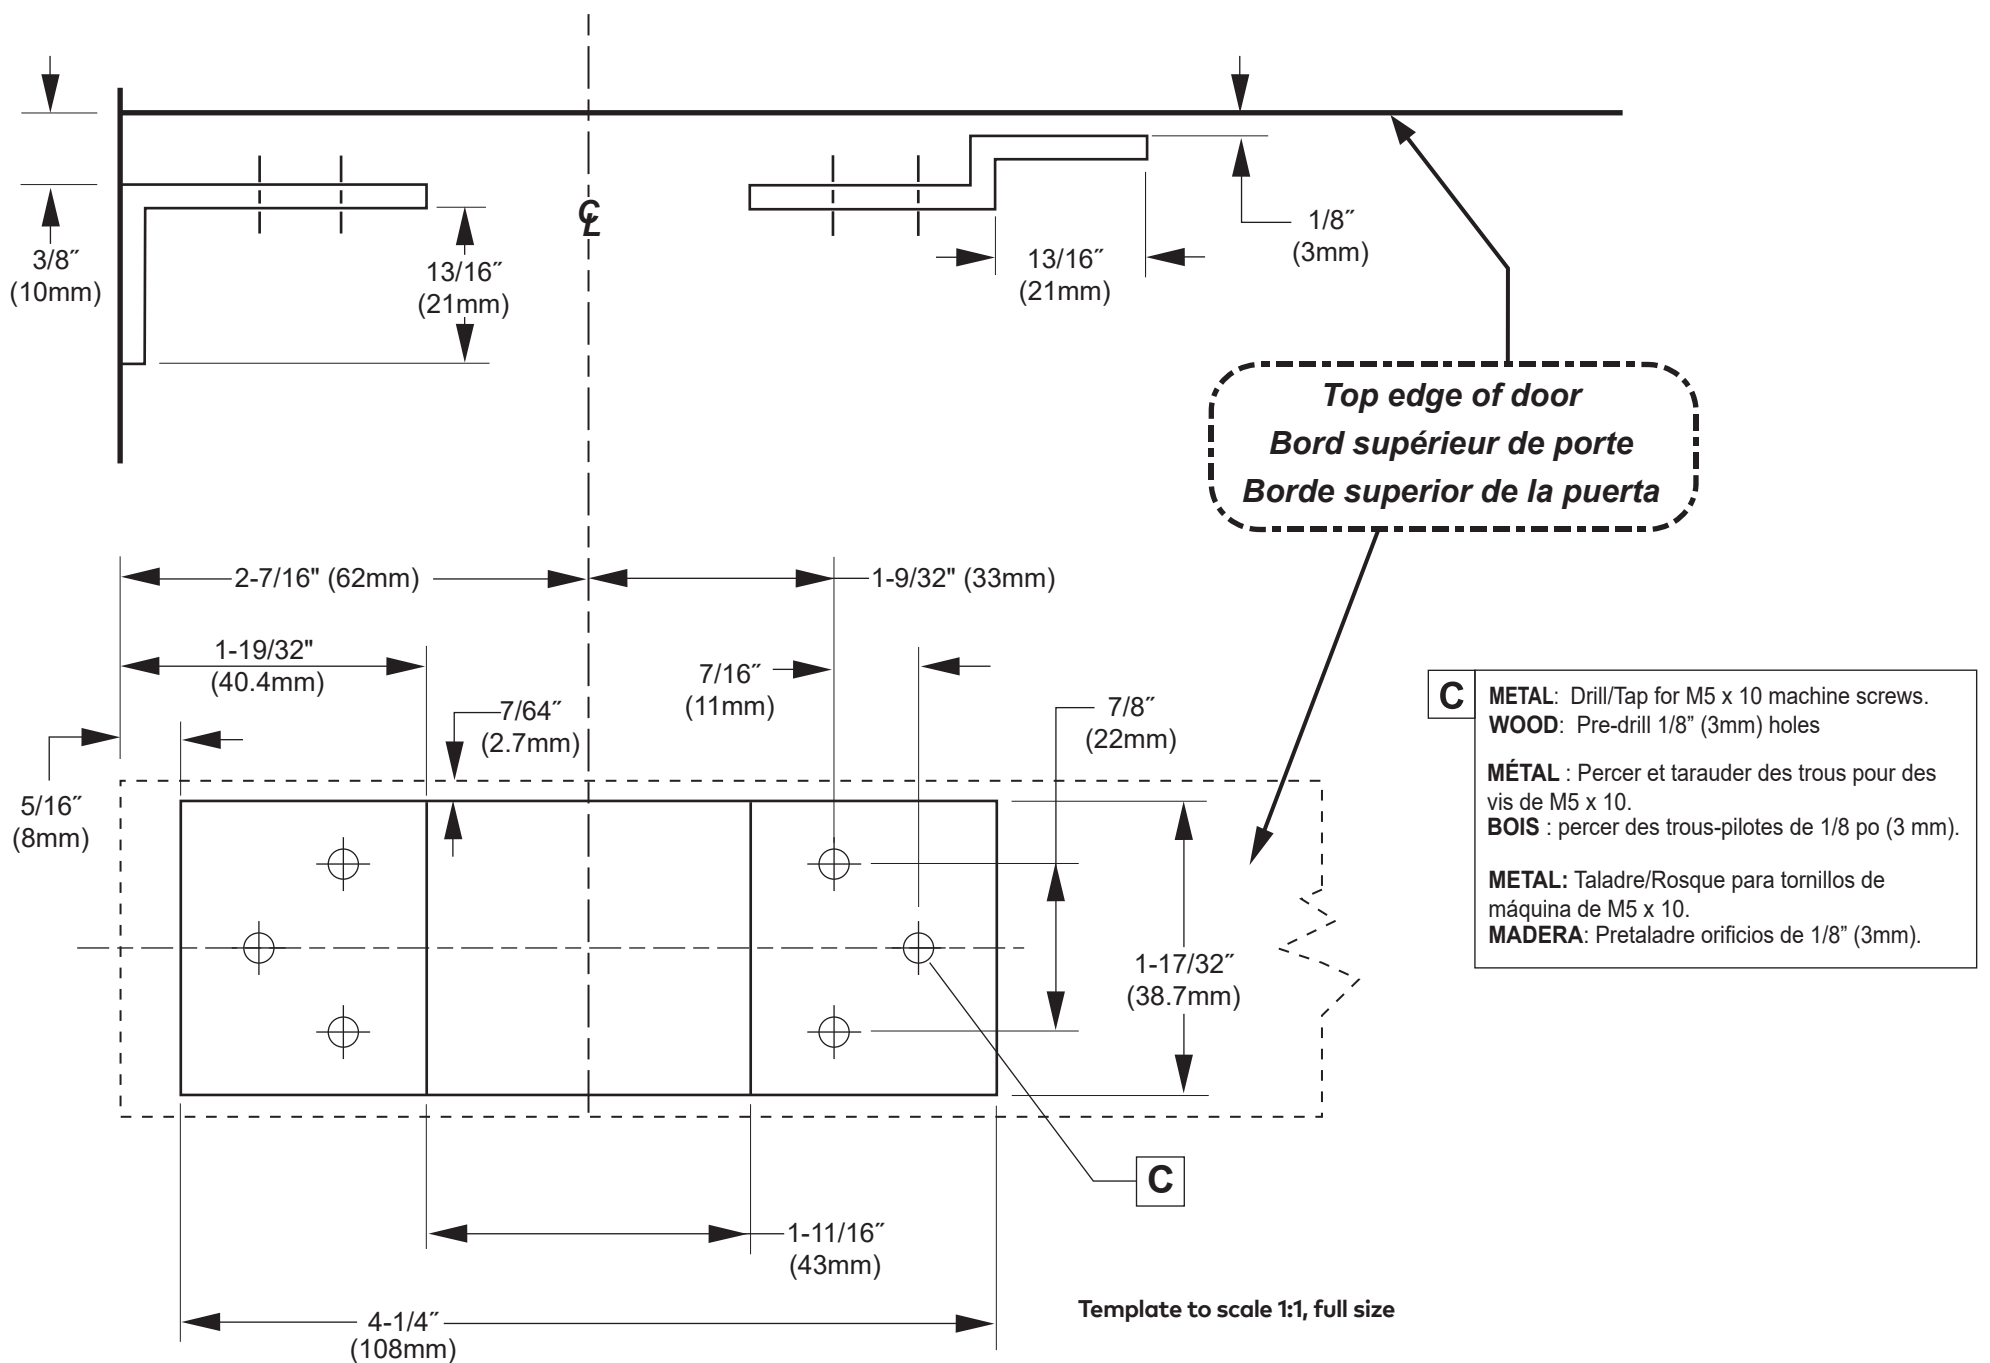 ℄
3/8˝
(10mm)
13/16˝
(21mm)
13/16˝
(21mm)
1/8˝
(3mm)
Top edge of door
Bord supérieur de porte
Borde superior de la puerta
2-7/16" (62mm)
1-9/32" (33mm)
1-19/32"
(40.4mm)
7/16˝
(11mm)
7/64˝
(2.7mm)
7/8˝
(22mm)
5/16˝
(8mm)
1-17/32˝
(38.7mm)
C
METAL: Drill/Tap for M5 x 10 machine screws.
WOOD: Pre-drill 1/8” (3mm) holes
MÉTAL : Percer et tarauder des trous pour des
vis de M5 x 10.
BOIS : percer des trous-pilotes de 1/8 po (3 mm).
METAL: Taladre/Rosque para tornillos de
máquina de M5 x 10.
MADERA: Pretaladre orificios de 1/8” (3mm).
C
1-11/16˝
(43mm)
4-1/4˝
(108mm)
Template to scale 1:1, full size